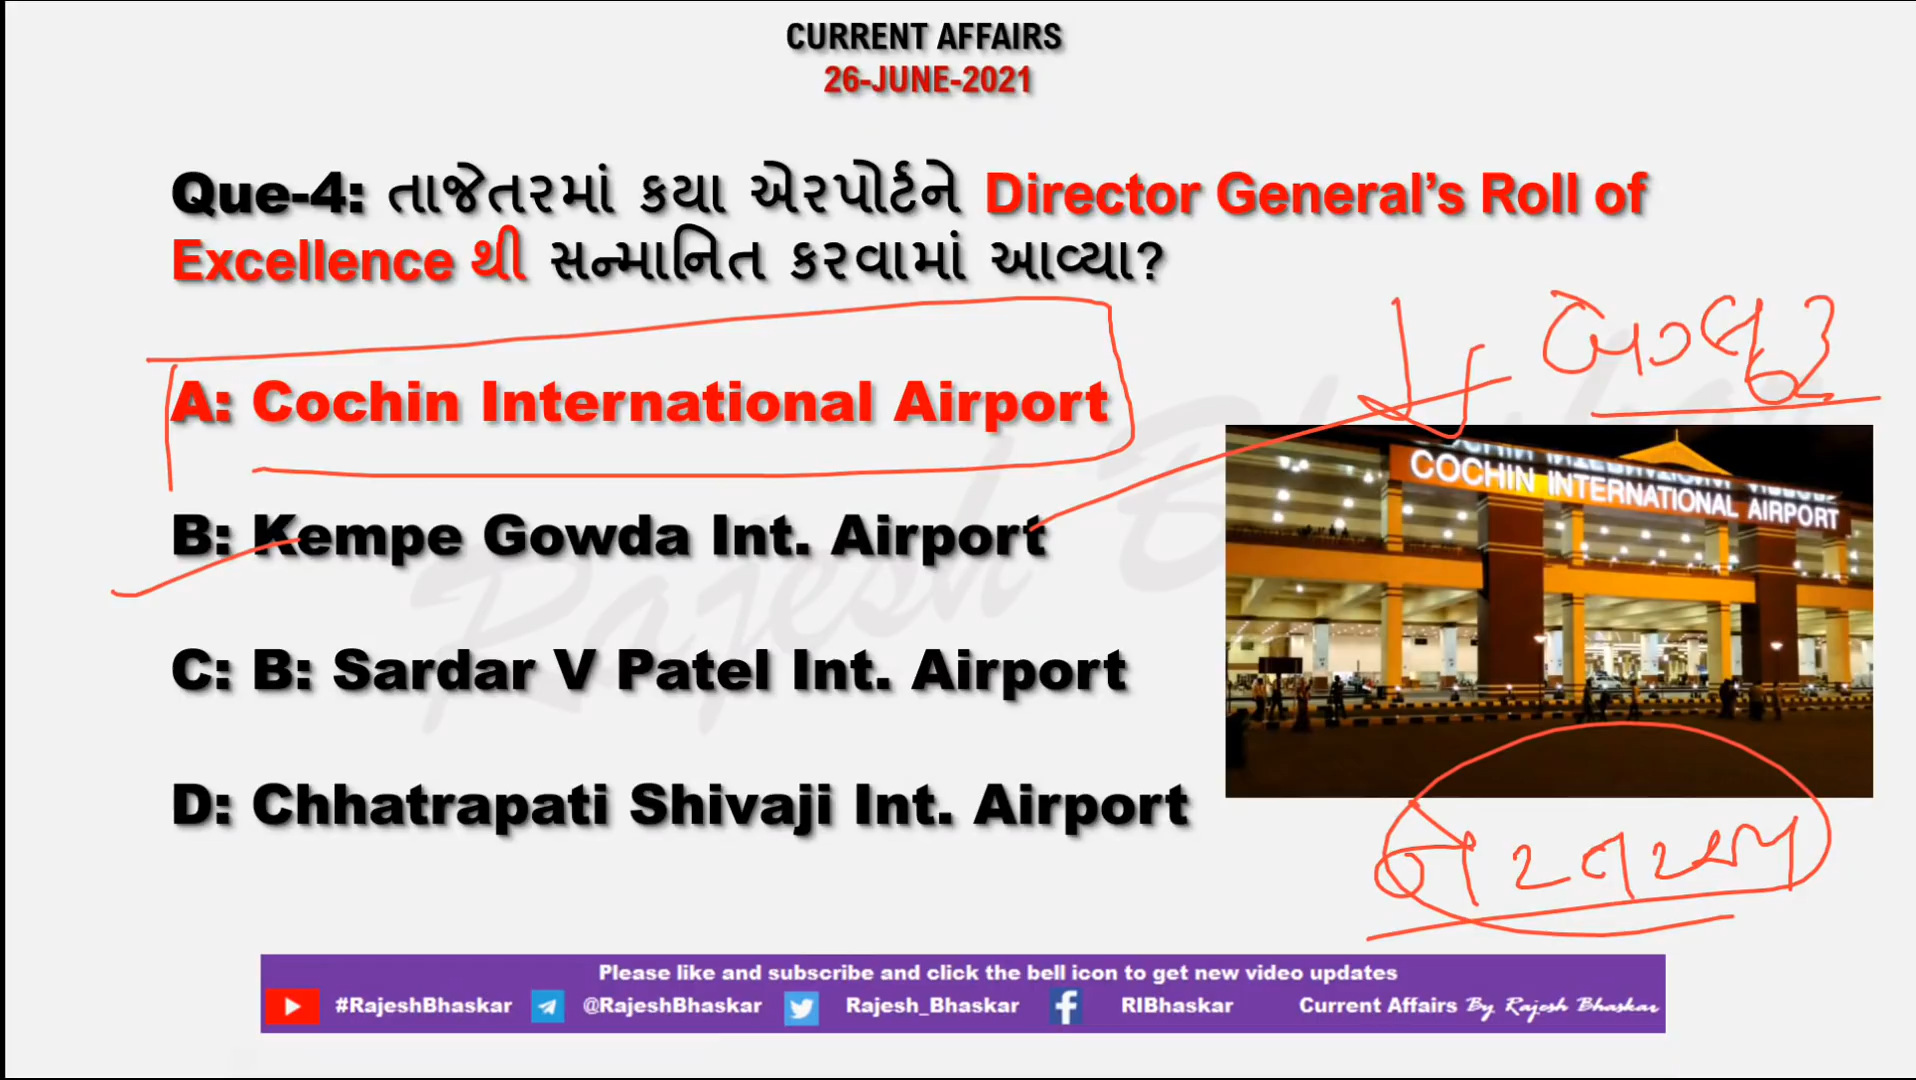 CURRENT AFFAIRS
26-JUNE-2021
Que-4: તાજેતરમાં કયા એરપોર્ટને Director General’s Roll of
Excellence થી સન્માનિત કરવામાં આવ્યા?
A: Cochin International Airport
B: Kempe Gowda Int. Airport
C: B: Sardar V Patel Int. Airport
D: Chhatrapati Shivaji Int. Airport
COCHIN INTERNATIONAL AIRPORT
Rajesh Bhaskar
Please like and subscribe and click the bell icon to get new video updates
#RajeshBhaskar @RajeshBhaskar Rajesh_Bhaskar RIBhaskar Current Affairs By Rajesh Bhaskar